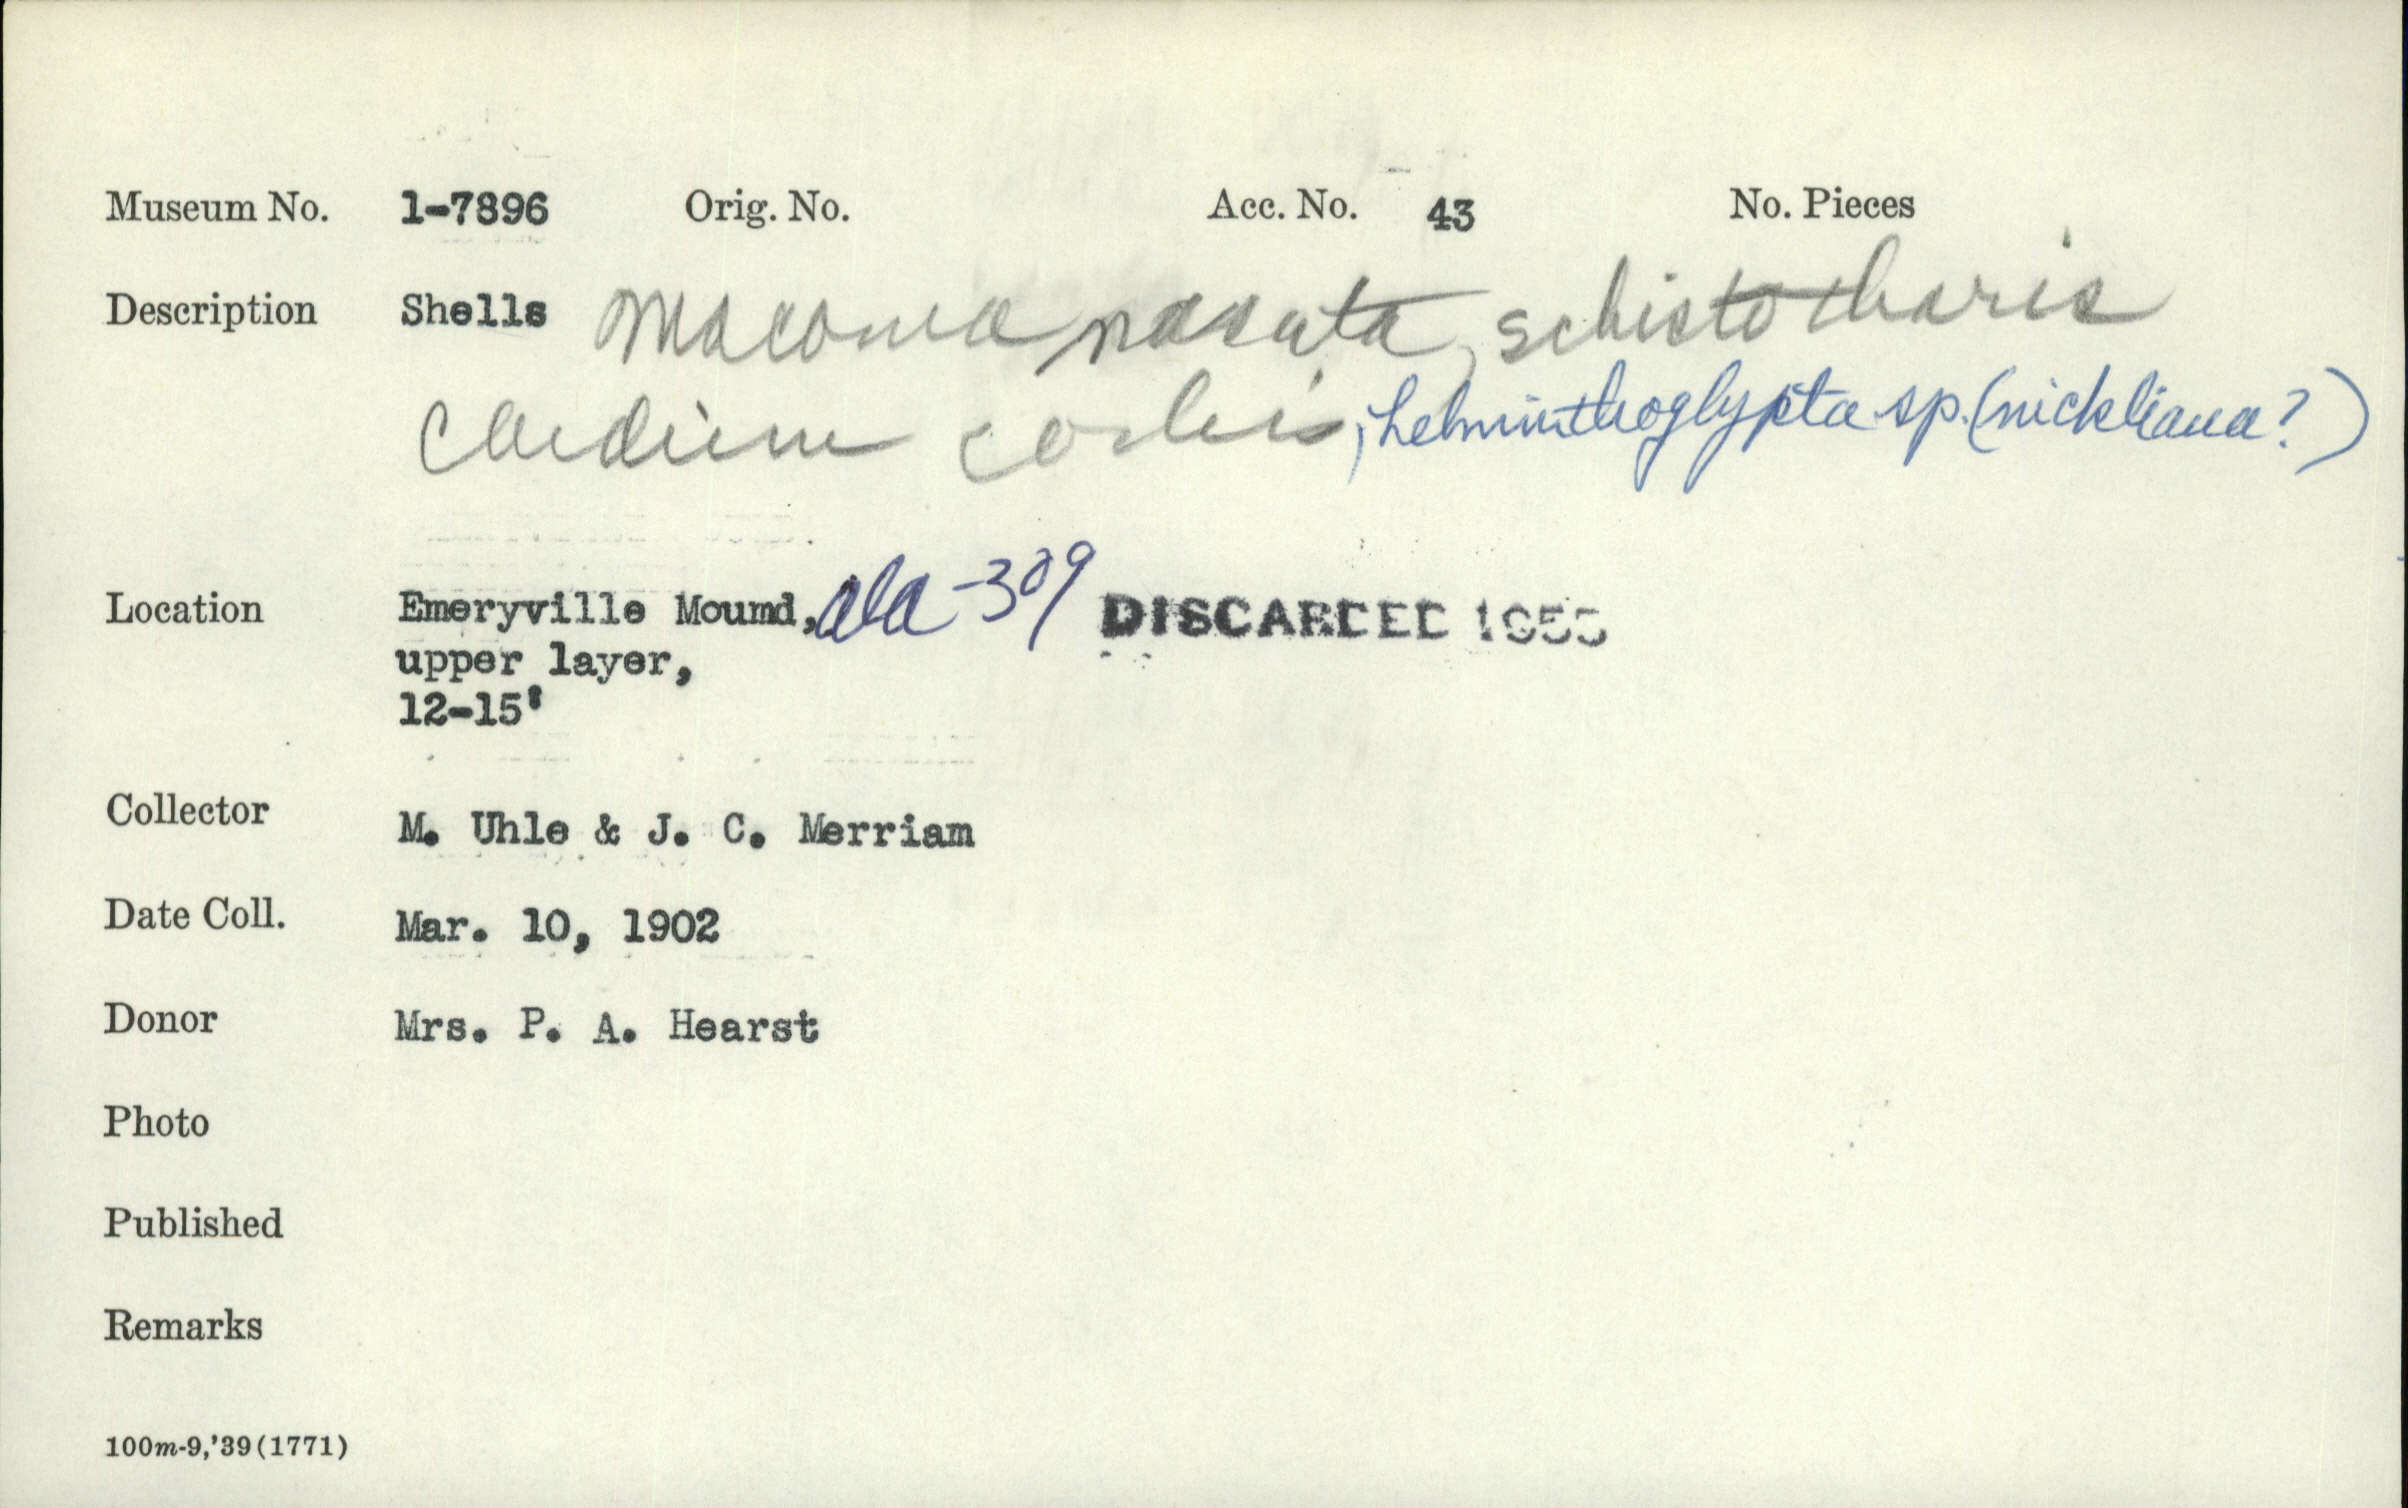 Museum No. 1-7896 Orig. No. Acc. No. 43 No. Pieces
Description Shells Macoma nasuta, schistotharis
Cardium corbis, helminthoglypta sp. (nickliana?)
Location Emeryville Mound, ala-309 DISCARDED 1955
upper layer,
12-15'
Collector M. Uhle & J. C. Merriam
Date Coll. Mar. 10, 1902
Donor Mrs. P. A. Hearst
Photo
Published
Remarks
100m-9,'39(1771)